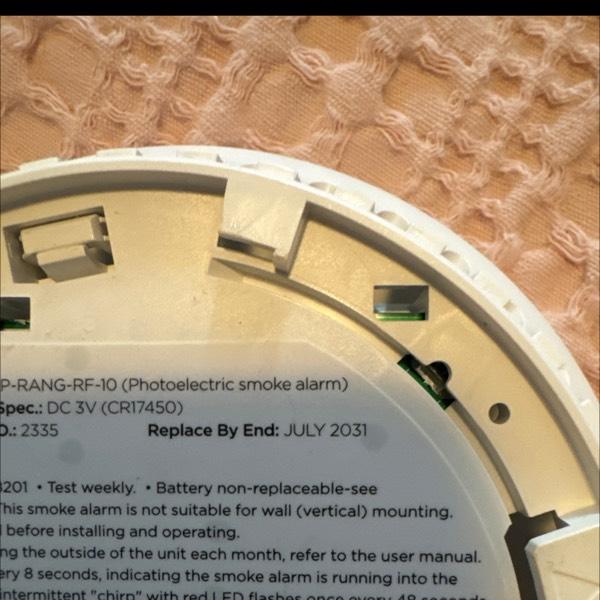 P-RANG-RF-10 (Photoelectric smoke alarm)
Spec.: DC 3V (CR17450)
O.: 2335 Replace By End: JULY 2031
3201 • Test weekly. • Battery non-replaceable-see
This smoke alarm is not suitable for wall (vertical) mounting.
before installing and operating.
ng the outside of the unit each month, refer to the user manual.
ery 8 seconds, indicating the smoke alarm is running into the
intermittent "chirp" with red LED flashes once every 48 seconds